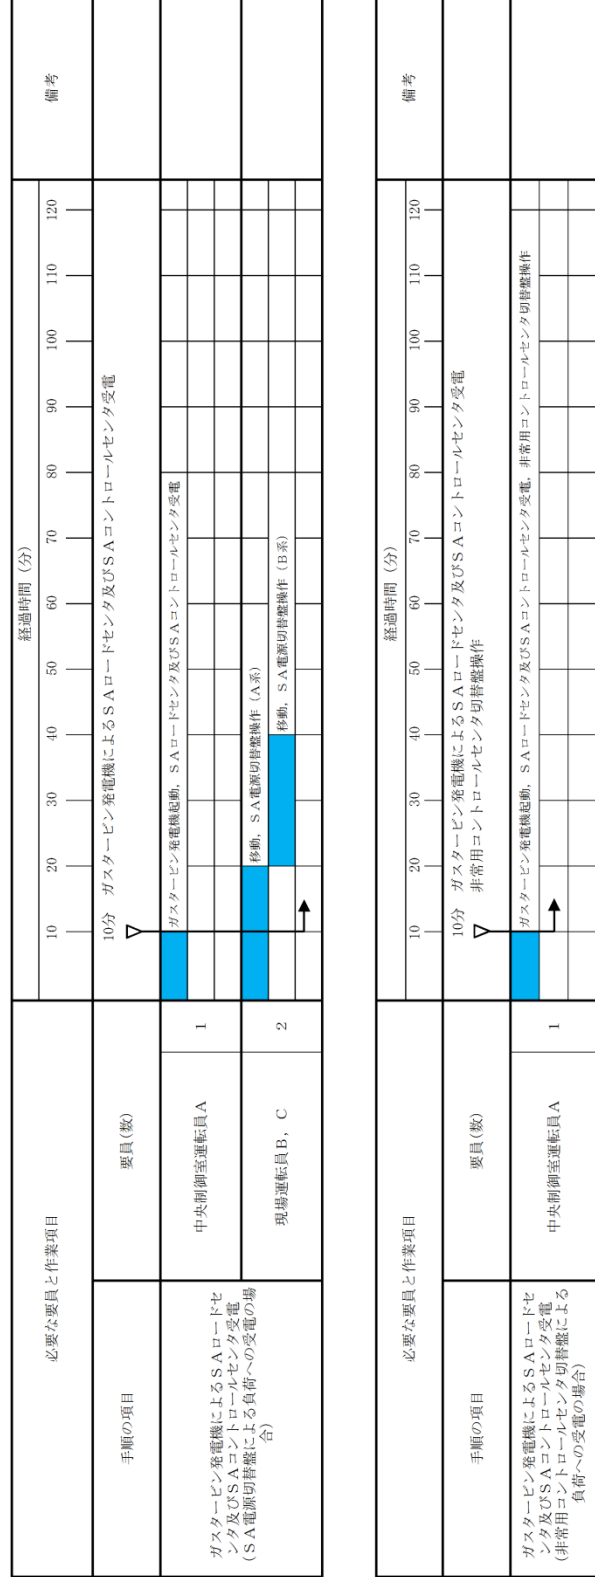 必要な要員と作業項目
経過時間（分）
備考
10 20 30 40 50 60 70 80 90 100 110 120
手順の項目
要員(数)
10分 ガスタービン発電機によるＳＡロードセンタ及びＳＡコントロールセンタ受電
ガスタービン発電機によるＳＡロードセ
ンタ及びＳＡコントロールセンタ受電
（ＳＡ電源切替盤による負荷への受電の場
合）
中央制御室運転員Ａ
1
ガスタービン発電機起動，ＳＡロードセンタ及びＳＡコントロールセンタ受電
現場運転員Ｂ，Ｃ
2
移動，ＳＡ電源切替盤操作（Ａ系）
移動，ＳＡ電源切替盤操作（Ｂ系）
必要な要員と作業項目
経過時間（分）
備考
10 20 30 40 50 60 70 80 90 100 110 120
手順の項目
要員(数)
10分 ガスタービン発電機によるＳＡロードセンタ及びＳＡコントロールセンタ受電
非常用コントロールセンタ切替盤操作
ガスタービン発電機によるＳＡロードセ
ンタ及びＳＡコントロールセンタ受電
(非常用コントロールセンタ切替盤による
負荷への受電の場合)
中央制御室運転員Ａ
1
ガスタービン発電機起動，ＳＡロードセンタ及びＳＡコントロールセンタ受電，非常用コントロールセンタ切替盤操作